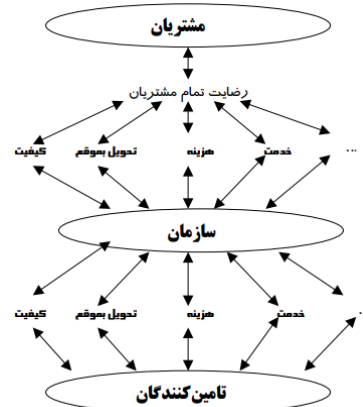 مشتریان
رضایت تمام مشتریان
کیفیت تحویل بموقع هزینه خدمت ...
سازمان
کیفیت تحویل بموقع هزینه خدمت ...
تامین‌کنندگان